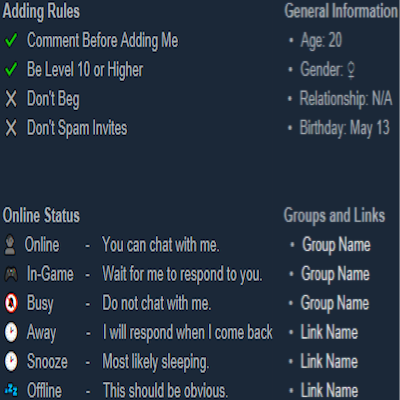 Adding Rules
Comment Before Adding Me
Be Level 10 or Higher
Don't Beg
Don't Spam Invites
General Information
• Age: 20
• Gender: ♀
• Relationship: N/A
• Birthday: May 13
Online Status
Online - You can chat with me.
In-Game - Wait for me to respond to you.
Busy - Do not chat with me.
Away - I will respond when I come back
Snooze - Most likely sleeping.
Offline - This should be obvious.
Groups and Links
• Group Name
• Group Name
• Group Name
• Link Name
• Link Name
• Link Name